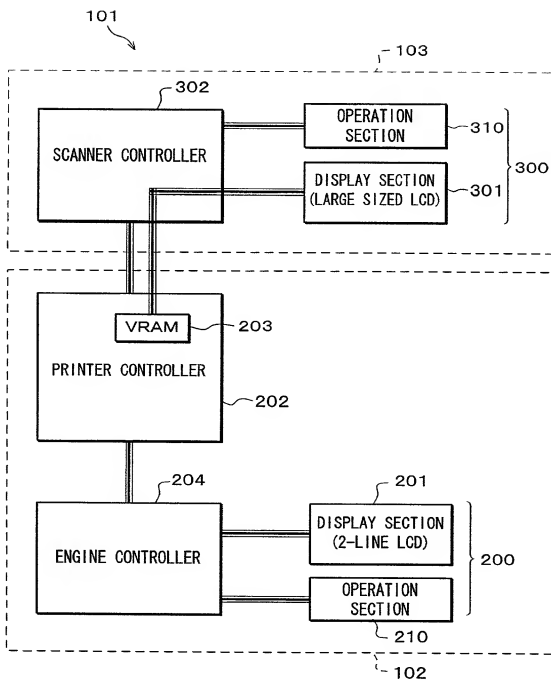 101
103
302
SCANNER CONTROLLER
OPERATION
SECTION
310
300
DISPLAY SECTION
(LARGE SIZED LCD)
301
VRAM
203
PRINTER CONTROLLER
202
204
201
ENGINE CONTROLLER
DISPLAY SECTION
(2-LINE LCD)
200
OPERATION
SECTION
210
102